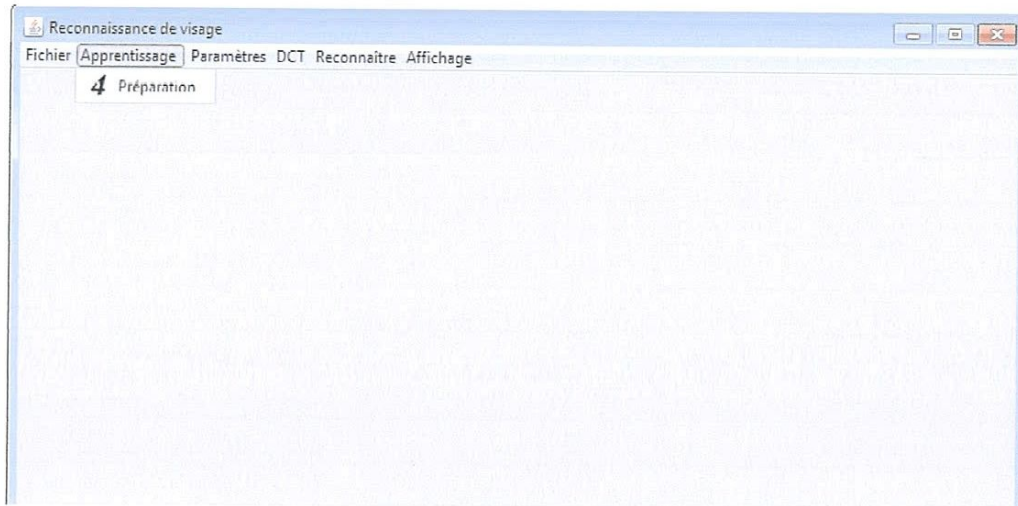 Reconnaissance de visage
Fichier Apprentissage Paramètres DCT Reconnaître Affichage
4 Préparation